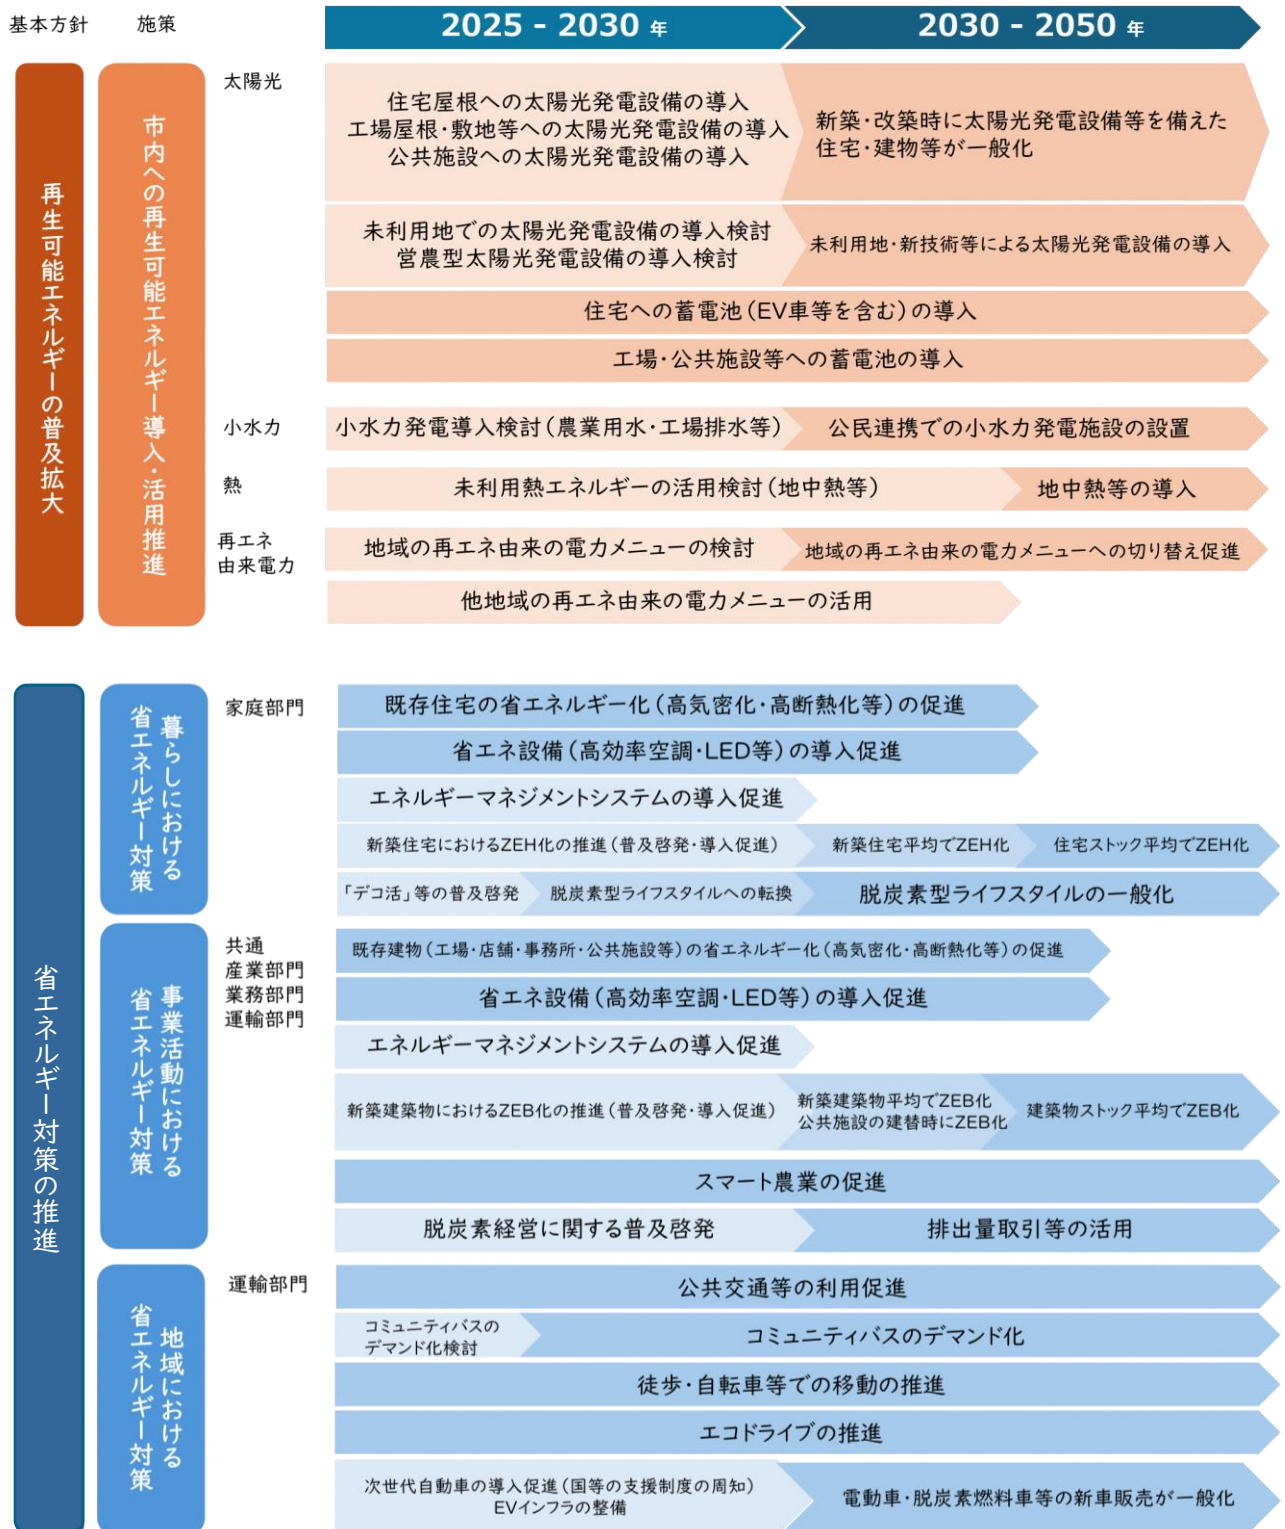 基本方針
施策
2025 - 2030 年
2030 - 2050 年
再生可能エネルギーの普及拡大
市内への再生可能エネルギー導入・活用推進
太陽光
住宅屋根への太陽光発電設備の導入
工場屋根・敷地等への太陽光発電設備の導入
公共施設への太陽光発電設備の導入
新築・改築時に太陽光発電設備等を備えた
住宅・建物等が一般化
未利用地での太陽光発電設備の導入検討
営農型太陽光発電設備の導入検討
未利用地・新技術等による太陽光発電設備の導入
住宅への蓄電池（EV車等を含む）の導入
工場・公共施設等への蓄電池の導入
小水力
小水力発電導入検討（農業用水・工場排水等）
公民連携での小水力発電施設の設置
熱
未利用熱エネルギーの活用検討（地中熱等）
地中熱等の導入
再エネ
由来電力
地域の再エネ由来の電力メニューの検討
地域の再エネ由来の電力メニューへの切り替え促進
他地域の再エネ由来の電力メニューの活用
省エネルギー対策の推進
暮らしにおける
省エネルギー対策
家庭部門
既存住宅の省エネルギー化（高気密化・高断熱化等）の促進
省エネ設備（高効率空調・LED等）の導入促進
エネルギーマネジメントシステムの導入促進
新築住宅におけるZEH化の推進（普及啓発・導入促進）
新築住宅平均でZEH化
住宅ストック平均でZEH化
「デコ活」等の普及啓発
脱炭素型ライフスタイルへの転換
脱炭素型ライフスタイルの一般化
事業活動における
省エネルギー対策
共通
産業部門
業務部門
運輸部門
既存建物（工場・店舗・事務所・公共施設等）の省エネルギー化（高気密化・高断熱化等）の促進
省エネ設備（高効率空調・LED等）の導入促進
エネルギーマネジメントシステムの導入促進
新築建築物におけるZEB化の推進（普及啓発・導入促進）
新築建築物平均でZEB化
公共施設の建替時にZEB化
建築物ストック平均でZEB化
スマート農業の促進
脱炭素経営に関する普及啓発
排出量取引等の活用
地域における
省エネルギー対策
運輸部門
公共交通等の利用促進
コミュニティバスの
デマンド化検討
コミュニティバスのデマンド化
徒歩・自転車等での移動の推進
エコドライブの推進
次世代自動車の導入促進（国等の支援制度の周知）
EVインフラの整備
電動車・脱炭素燃料車等の新車販売が一般化